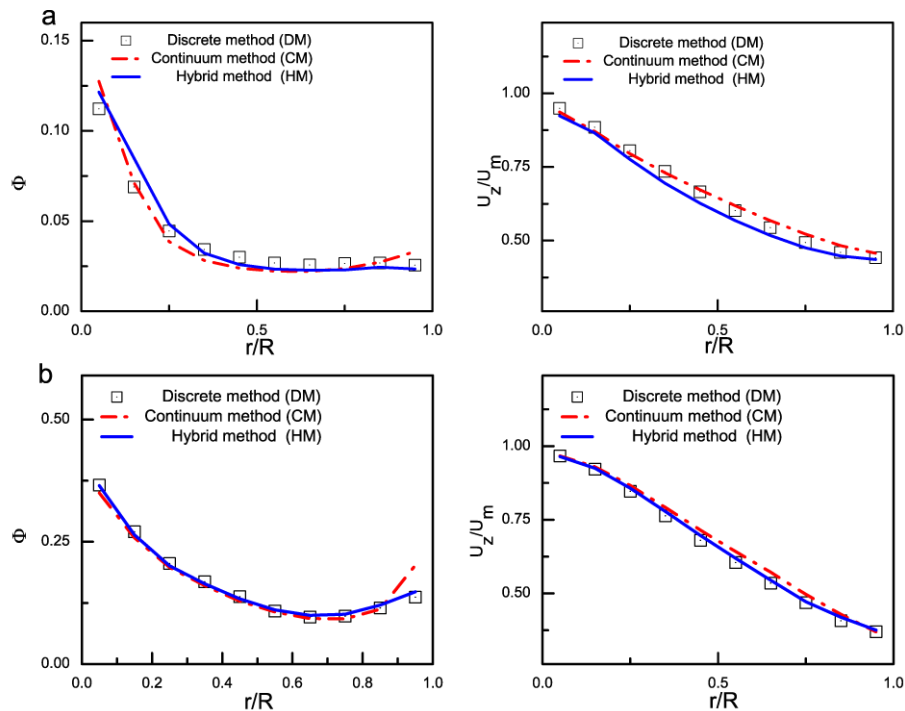 a
0.15
0.10
0.05
0.00
Φ
Discrete method (DM)
Continuum method (CM)
Hybrid method (HM)
0.0
0.5
1.0
r/R
1.00
0.75
0.50
U_z/U_m
Discrete method (DM)
Continuum method (CM)
Hybrid method (HM)
0.0
0.5
1.0
r/R
b
0.50
0.25
0.00
Φ
Discrete method (DM)
Continuum method (CM)
Hybrid method (HM)
0.0
0.2
0.4
0.6
0.8
1.0
r/R
1.00
0.75
0.50
U_z/U_m
Discrete method (DM)
Continuum method (CM)
Hybrid method (HM)
0.0
0.5
1.0
r/R